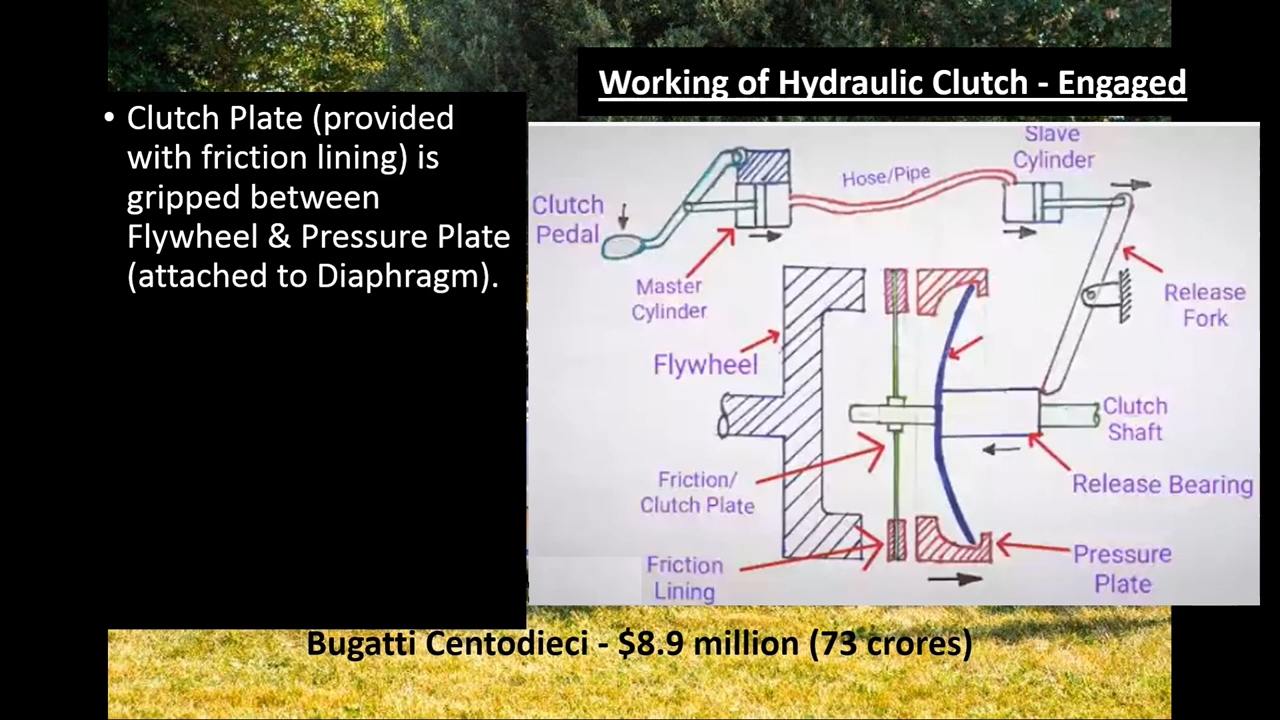 Working of Hydraulic Clutch - Engaged
• Clutch Plate (provided
with friction lining) is
gripped between
Flywheel & Pressure Plate
(attached to Diaphragm).
Slave
Cylinder
Hose/Pipe
Clutch
Pedal
Master
Cylinder
Release
Fork
Flywheel
Clutch
Shaft
Friction/
Clutch Plate
Release Bearing
Friction
Lining
Pressure
Plate
Bugatti Centodieci - $8.9 million (73 crores)